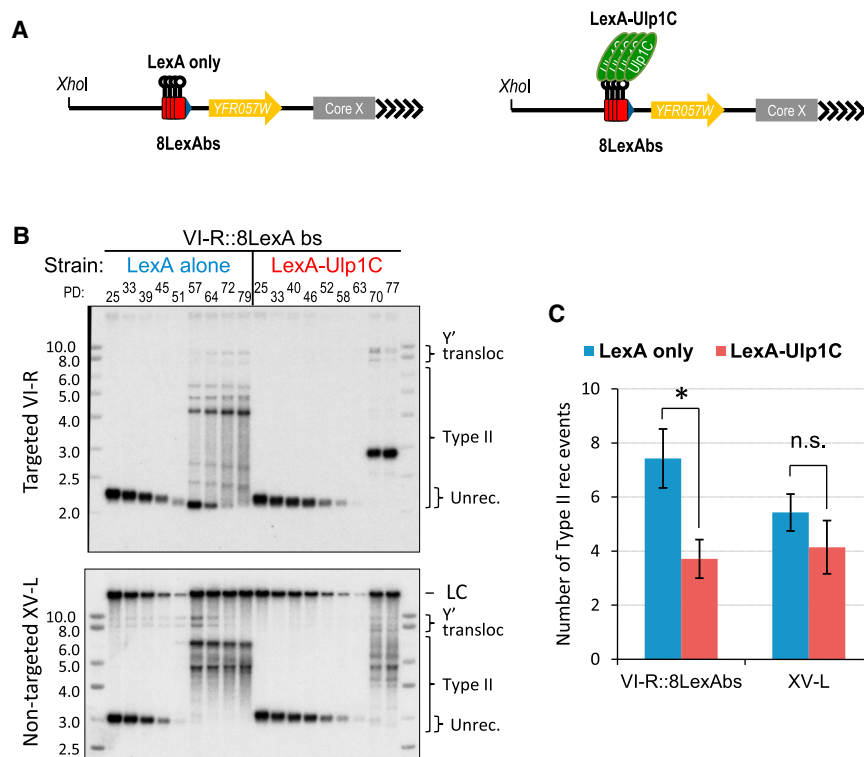 A
LexA only
XhoI
YFR057W
Core X
8LexAbs
LexA-Ulp1C
Ulp1C
XhoI
YFR057W
Core X
8LexAbs
B
VI-R::8LexA bs
Strain: LexA alone LexA-Ulp1C
PD: 25 33 39 45 51 57 64 72 79 25 33 40 46 52 58 63 70 77
Targeted VI-R
10.0
8.0
6.0
5.0
4.0
3.0
2.5
2.0
Y'
transloc
Type II
Unrec.
Non-targeted XV-L
10.0
8.0
6.0
5.0
4.0
3.0
2.5
LC
Y'
transloc
Type II
Unrec.
C
LexA only LexA-Ulp1C
Number of Type II rec events
10
8
6
4
2
0
*
n.s.
VI-R::8LexAbs XV-L